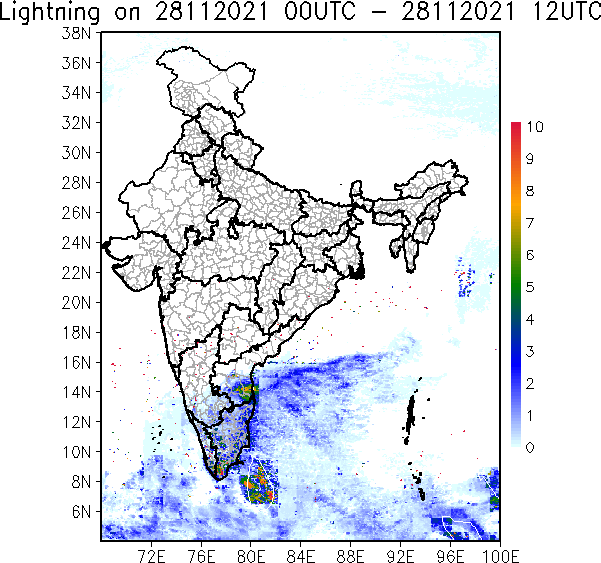 Lightning on 28112021 00UTC – 28112021 12UTC
38N
36N
34N
32N
30N
28N
26N
24N
22N
20N
18N
16N
14N
12N
10N
8N
6N
72E 76E 80E 84E 88E 92E 96E 100E
10
9
8
7
6
5
4
3
2
1
0